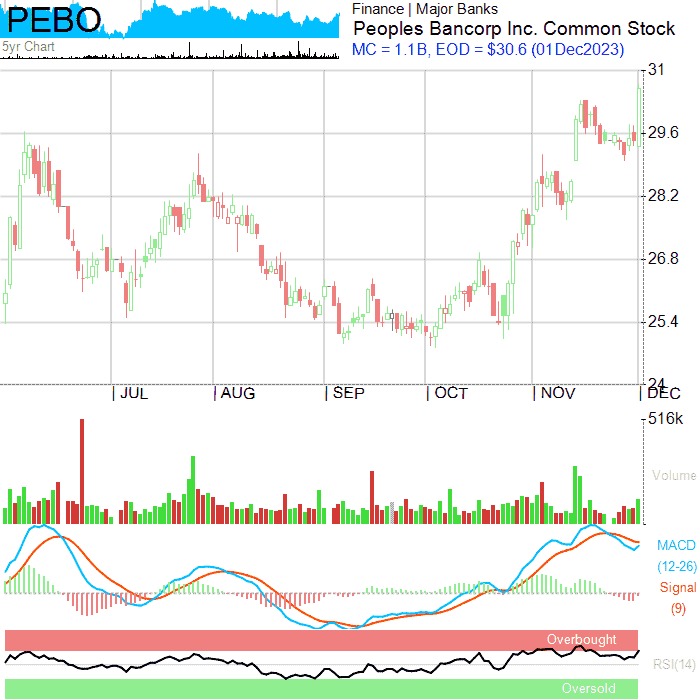 PEBO
5yr Chart
Finance | Major Banks
Peoples Bancorp Inc. Common Stock
MC = 1.1B, EOD = $30.6 (01Dec2023)
31
29.6
28.2
26.8
25.4
24
| JUL | AUG | SEP | OCT | NOV | DEC
516k
Volume
MACD
(12-26)
Signal
(9)
Overbought
RSI(14)
Oversold